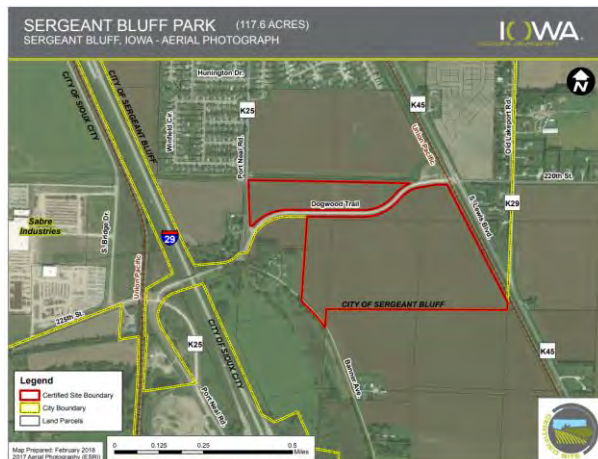 SERGEANT BLUFF PARK (117.6 ACRES)
SERGEANT BLUFF, IOWA - AERIAL PHOTOGRAPH
IOWA
N
CITY OF SIOUX CITY
CITY OF SERGEANT BLUFF
Hunington Dr.
Winfield Cir.
K25
Port Neal Rd.
K45
Union Pacific
Old Lakeport Rd.
220th St.
K29
S. Lewis Blvd.
Dogwood Trail
Sabre
Industries
S. Bridge Dr.
29
Union Pacific
225th St.
CITY OF SERGEANT BLUFF
CITY OF SIOUX CITY
K25
Port Neal Rd.
Barner Ave.
K45
Legend
Certified Site Boundary
City Boundary
Land Parcels
Map Prepared: February 2018
2017 Aerial Photography (ESRI)
0 0.125 0.25 0.5
Miles